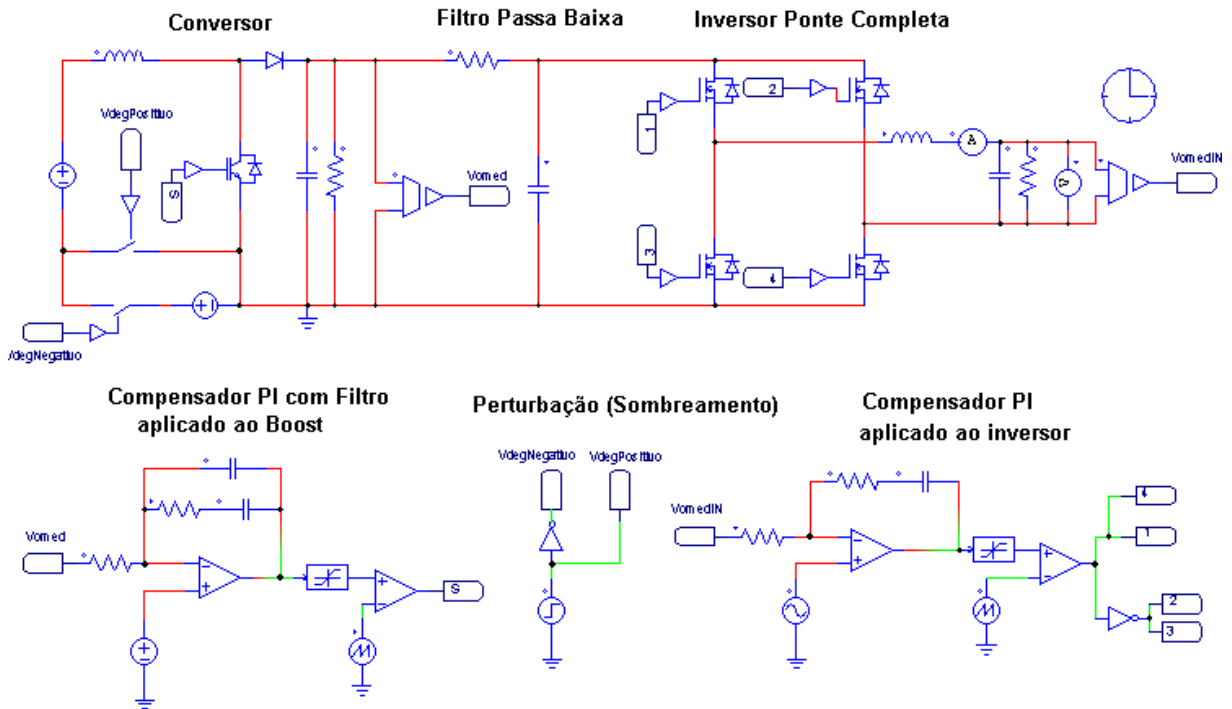 Conversor
Filtro Passa Baixa
Inversor Ponte Completa
VdegPositivo
S
Vomed
1
2
3
4
A
V
VomedIN
VdegNegativo
Compensador PI com Filtro
aplicado ao Boost
Vomed
S
Perturbação (Sombreamento)
VdegNegativo
VdegPositivo
Compensador PI
aplicado ao inversor
VomedIN
4
1
2
3